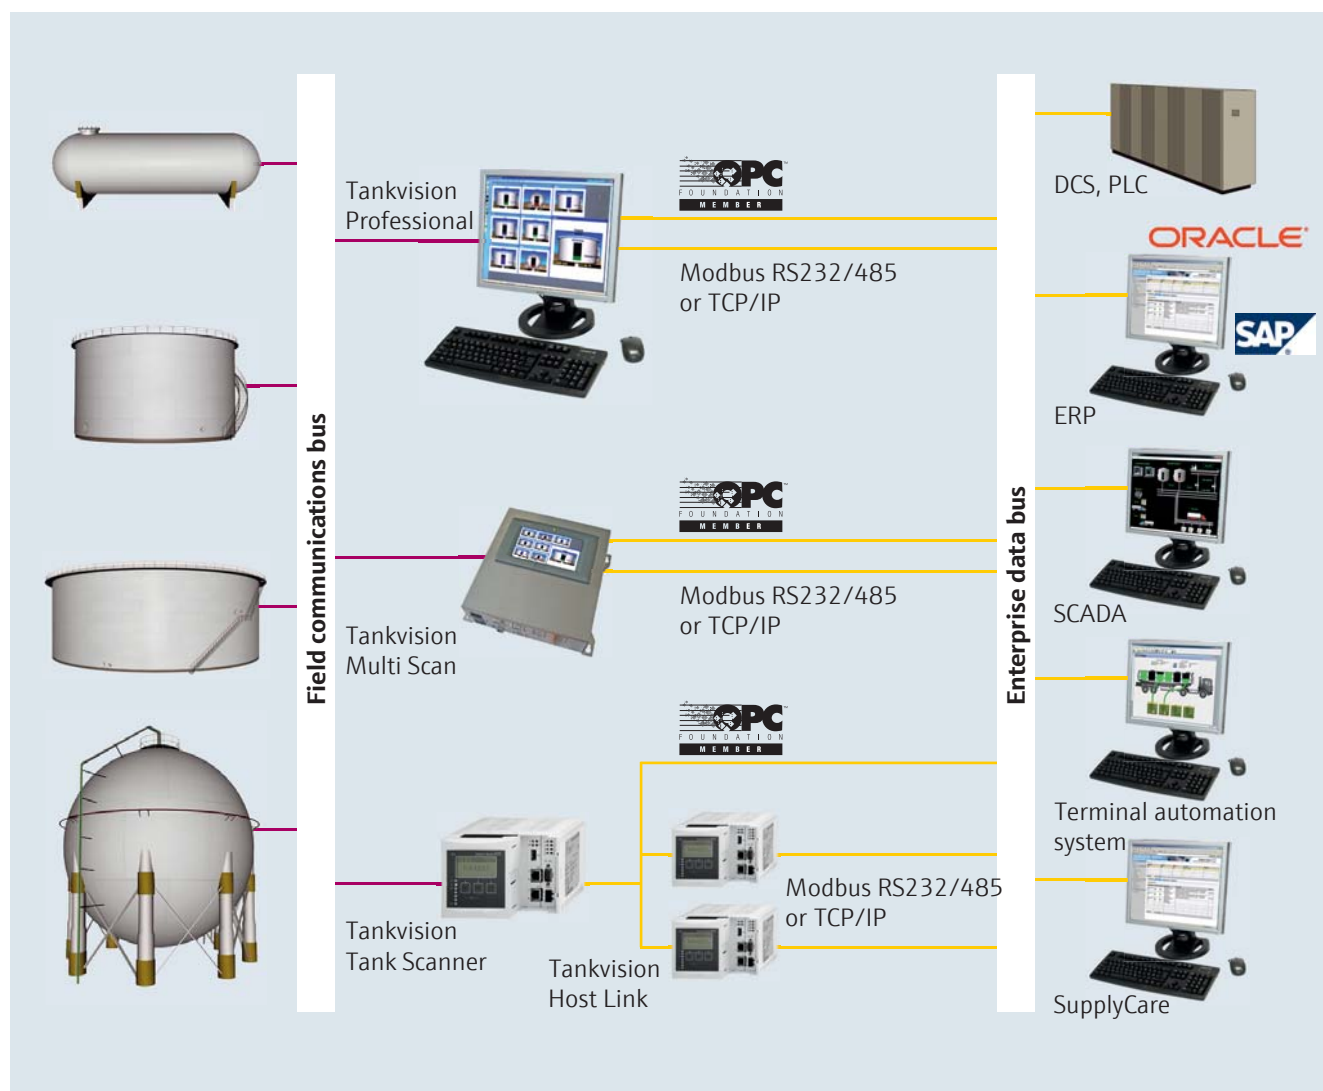 Field communications bus
Tankvision
Professional
OPC
FOUNDATION
MEMBER
Modbus RS232/485
or TCP/IP
Tankvision
Multi Scan
OPC
FOUNDATION
MEMBER
Modbus RS232/485
or TCP/IP
Tankvision
Tank Scanner
OPC
FOUNDATION
MEMBER
Modbus RS232/485
or TCP/IP
Tankvision
Host Link
Enterprise data bus
DCS, PLC
ORACLE
SAP
ERP
SCADA
Terminal automation
system
SupplyCare